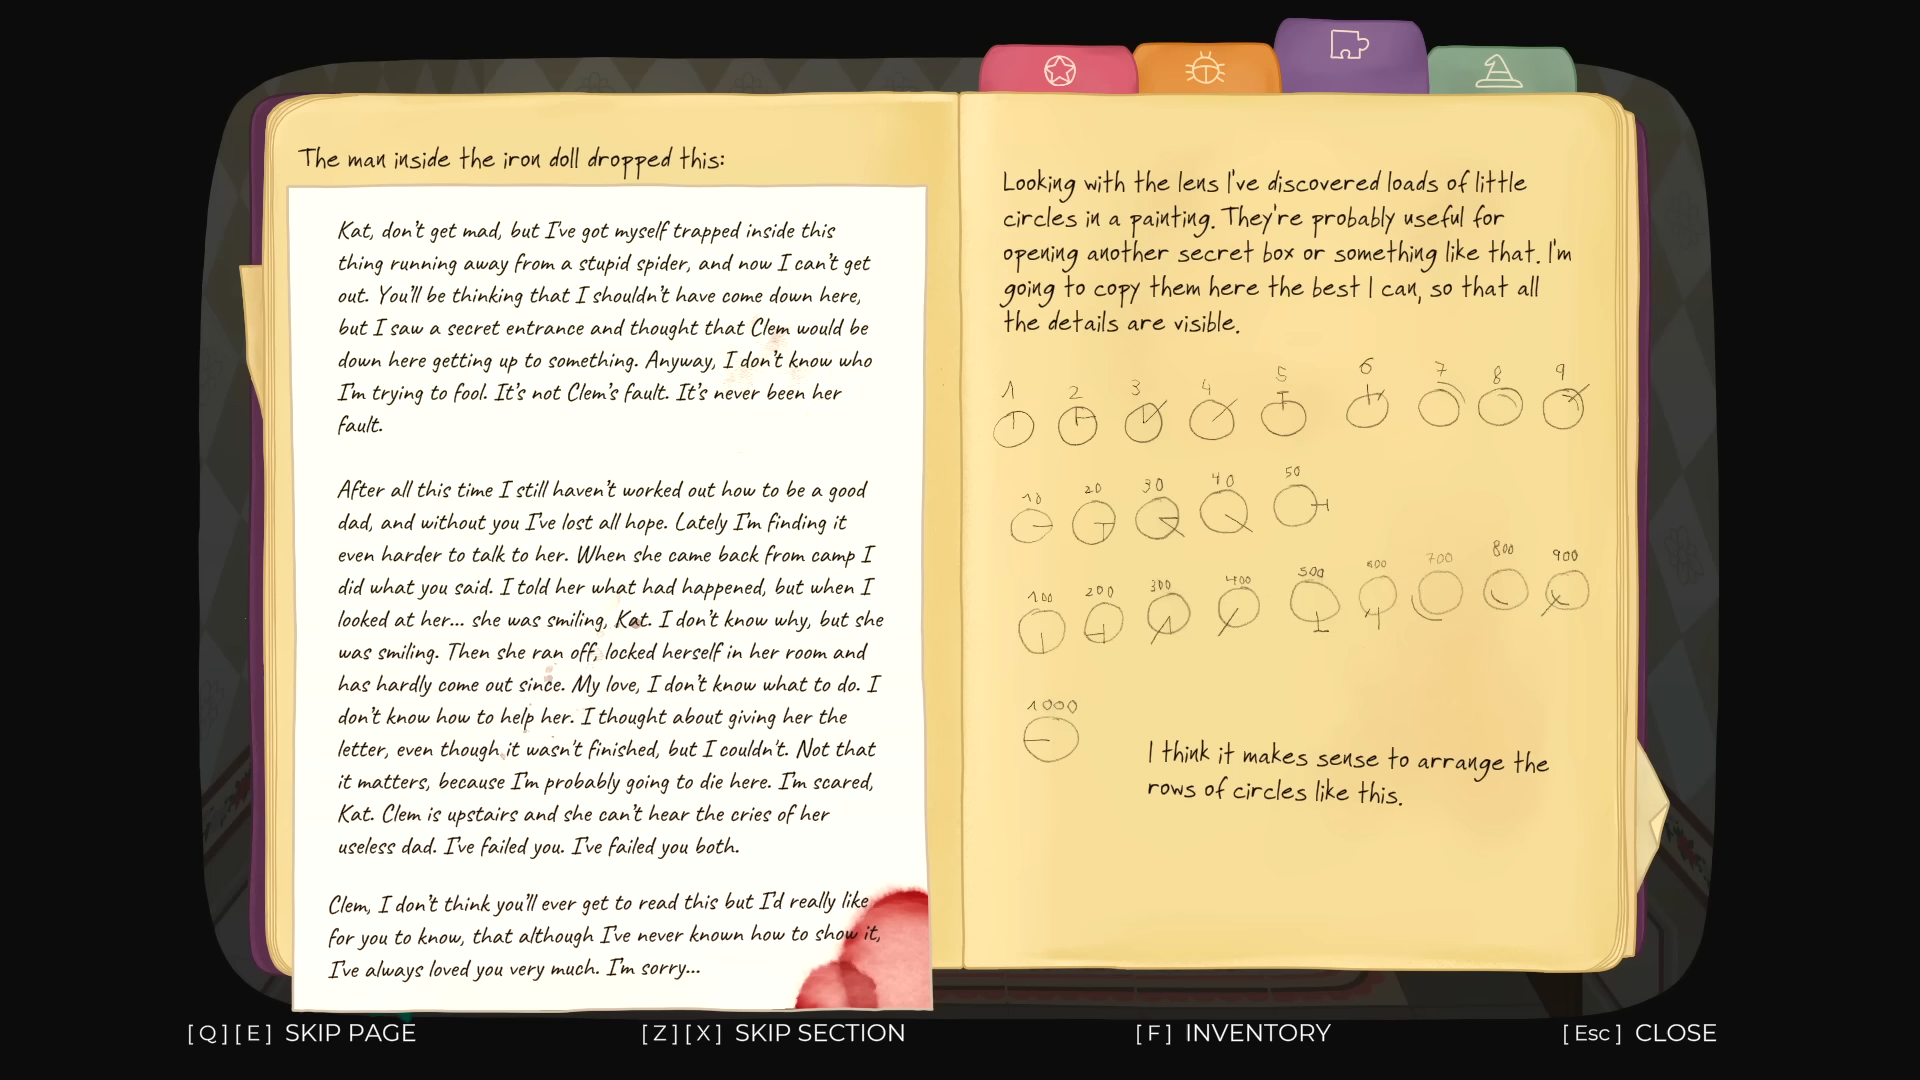 The man inside the iron doll dropped this:
Kat, don't get mad, but I've got myself trapped inside this
thing running away from a stupid spider, and now I can't get
out. You'll be thinking that I shouldn't have come down here,
but I saw a secret entrance and thought that Clem would be
down here getting up to something. Anyway, I don't know who
I'm trying to fool. It's not Clem's fault. It's never been her
fault.
After all this time I still haven't worked out how to be a good
dad, and without you I've lost all hope. Lately I'm finding it
even harder to talk to her. When she came back from camp I
did what you said. I told her what had happened, but when I
looked at her... she was smiling, Kat. I don't know why, but she
was smiling. Then she ran off, locked herself in her room and
has hardly come out since. My love, I don't know what to do. I
don't know how to help her. I thought about giving her the
letter, even though it wasn't finished, but I couldn't. Not that
it matters, because I'm probably going to die here. I'm scared,
Kat. Clem is upstairs and she can't hear the cries of her
useless dad. I've failed you. I've failed you both.
Clem, I don't think you'll ever get to read this but I'd really like
for you to know, that although I've never known how to show it,
I've always loved you very much. I'm sorry...
Looking with the lens I've discovered loads of little
circles in a painting. They're probably useful for
opening another secret box or something like that. I'm
going to copy them here the best I can, so that all
the details are visible.
1 2 3 4 5 6 7 8 9
10 20 30 40 50
100 200 300 400 500 600 700 800 900
1000
I think it makes sense to arrange the
rows of circles like this.
[Q][E] SKIP PAGE
[Z][X] SKIP SECTION
[F] INVENTORY
[Esc] CLOSE